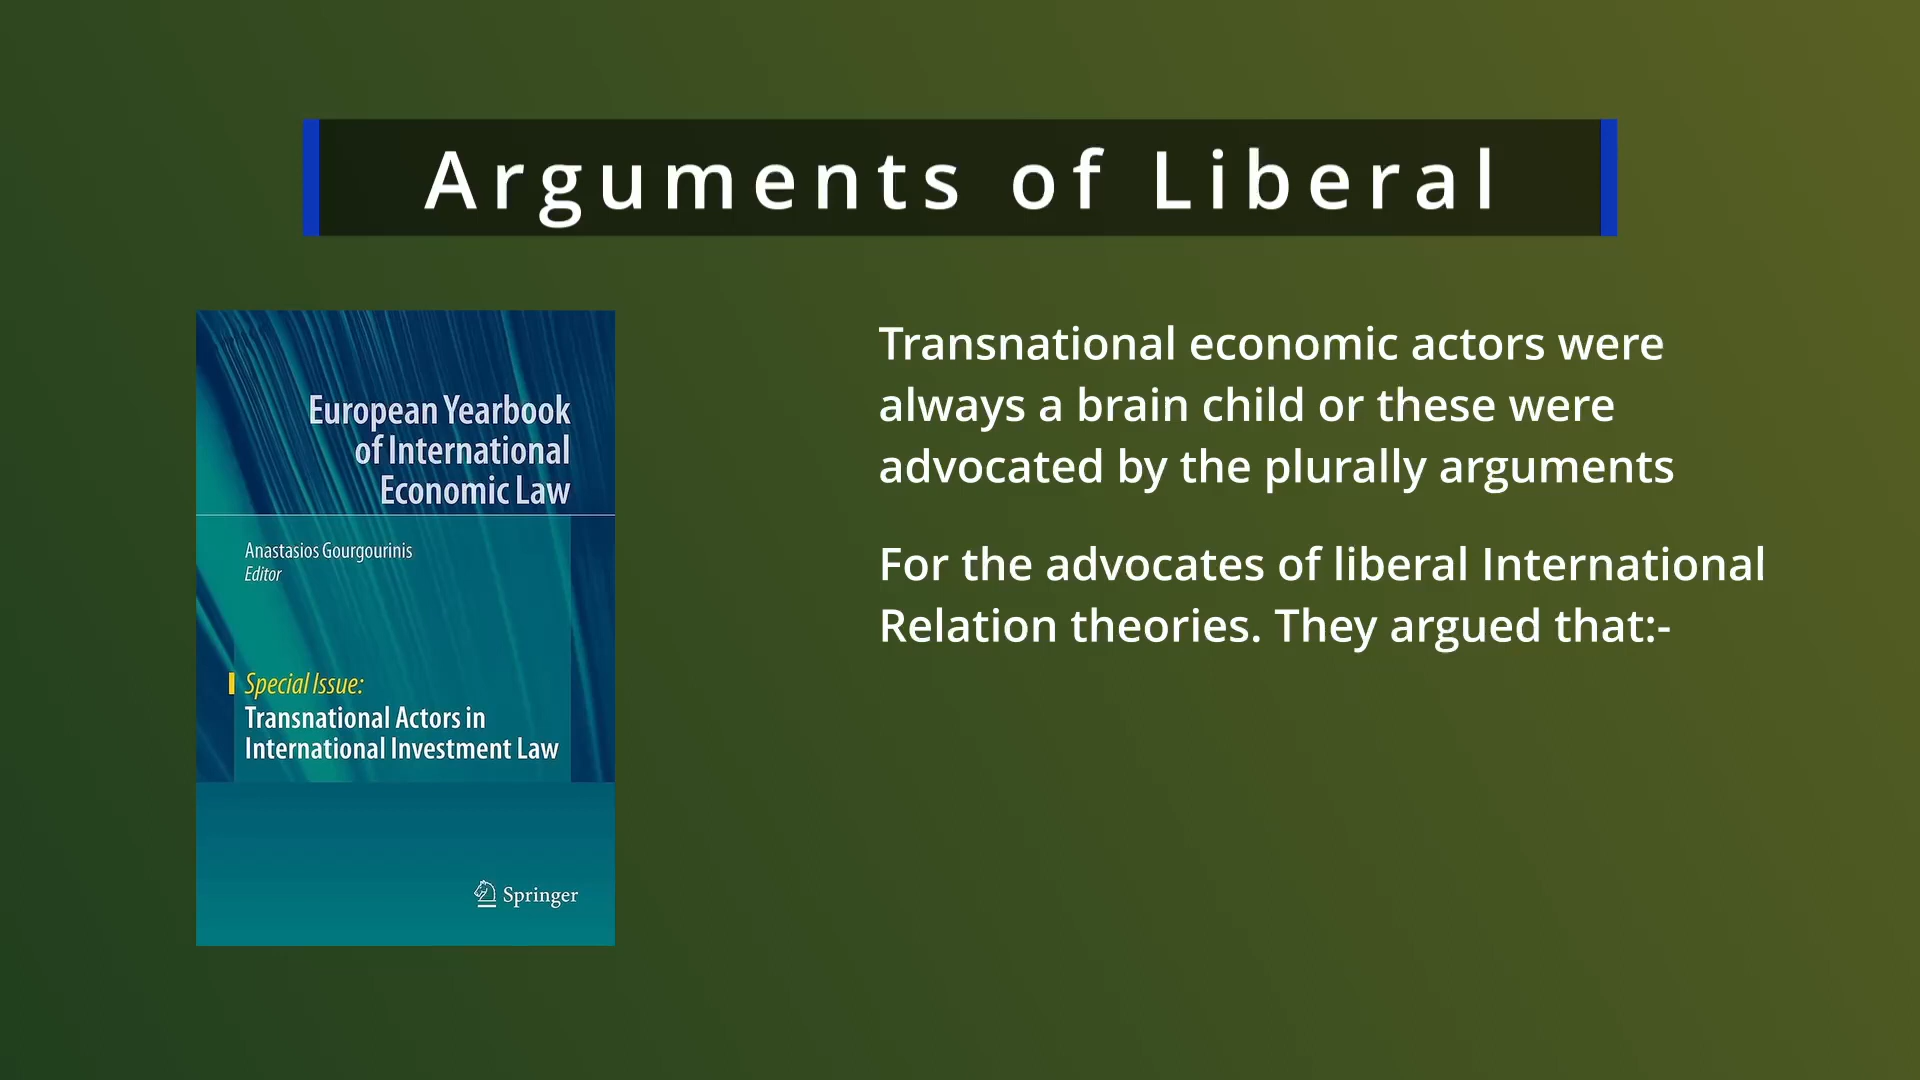 Arguments of Liberal
European Yearbook
of International
Economic Law
Anastasios Gourgourinis
Editor
Special Issue:
Transnational Actors in
International Investment Law
Springer
Transnational economic actors were
always a brain child or these were
advocated by the plurally arguments
For the advocates of liberal International
Relation theories. They argued that:-